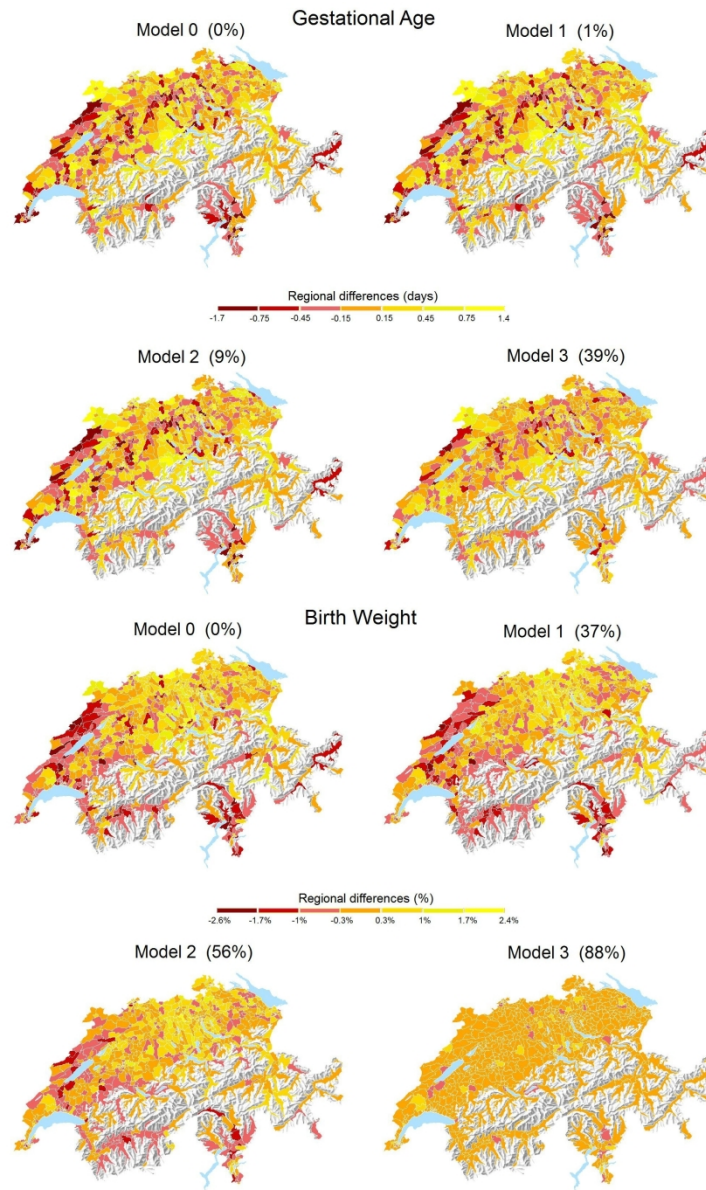 Gestational Age
Model 0 (0%)
Model 1 (1%)
Regional differences (days)
-1.7 -0.75 -0.45 -0.15 0.15 0.45 0.75 1.4
Model 2 (9%)
Model 3 (39%)
Birth Weight
Model 0 (0%)
Model 1 (37%)
Regional differences (%)
-2.6% -1.7% -1% -0.3% 0.3% 1% 1.7% 2.4%
Model 2 (56%)
Model 3 (88%)